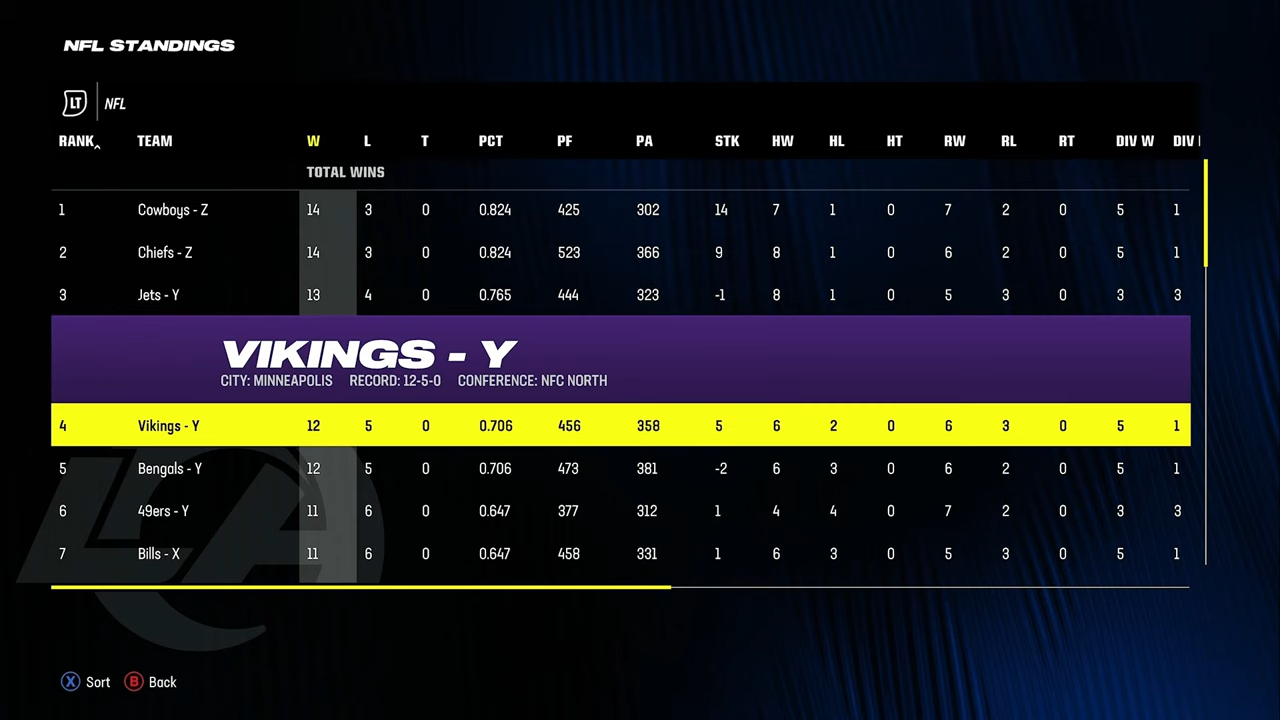 NFL STANDINGS
LT NFL
RANK TEAM W L T PCT PF PA STK HW HL HT RW RL RT DIV W DIV
TOTAL WINS
1 Cowboys - Z 14 3 0 0.824 425 302 14 7 1 0 7 2 0 5 1
2 Chiefs - Z 14 3 0 0.824 523 366 9 8 1 0 6 2 0 5 1
3 Jets - Y 13 4 0 0.765 444 323 -1 8 1 0 5 3 0 3 3
VIKINGS - Y
CITY: MINNEAPOLIS RECORD: 12-5-0 CONFERENCE: NFC NORTH
4 Vikings - Y 12 5 0 0.706 456 358 5 6 2 0 6 3 0 5 1
5 Bengals - Y 12 5 0 0.706 473 381 -2 6 3 0 6 2 0 5 1
6 49ers - Y 11 6 0 0.647 377 312 1 4 4 0 7 2 0 3 3
7 Bills - X 11 6 0 0.647 458 331 1 6 3 0 5 3 0 5 1
LA
X Sort B Back